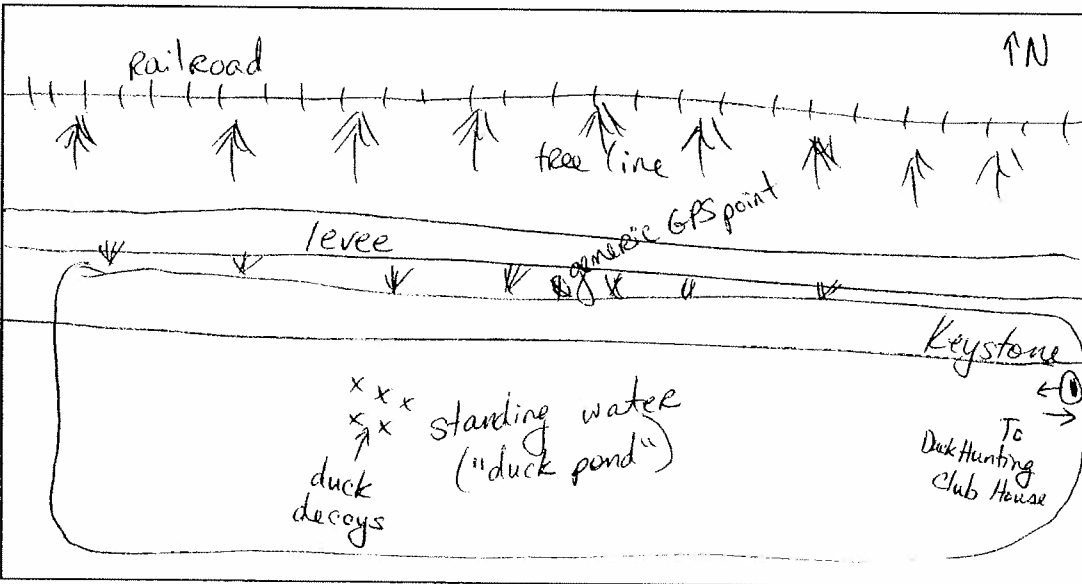 ↑N
Railroad
tree line
generic GPS point
levee
Keystone
x x x
x x
standing water
("duck pond")
duck
decoys
To
Duck Hunting
Club House